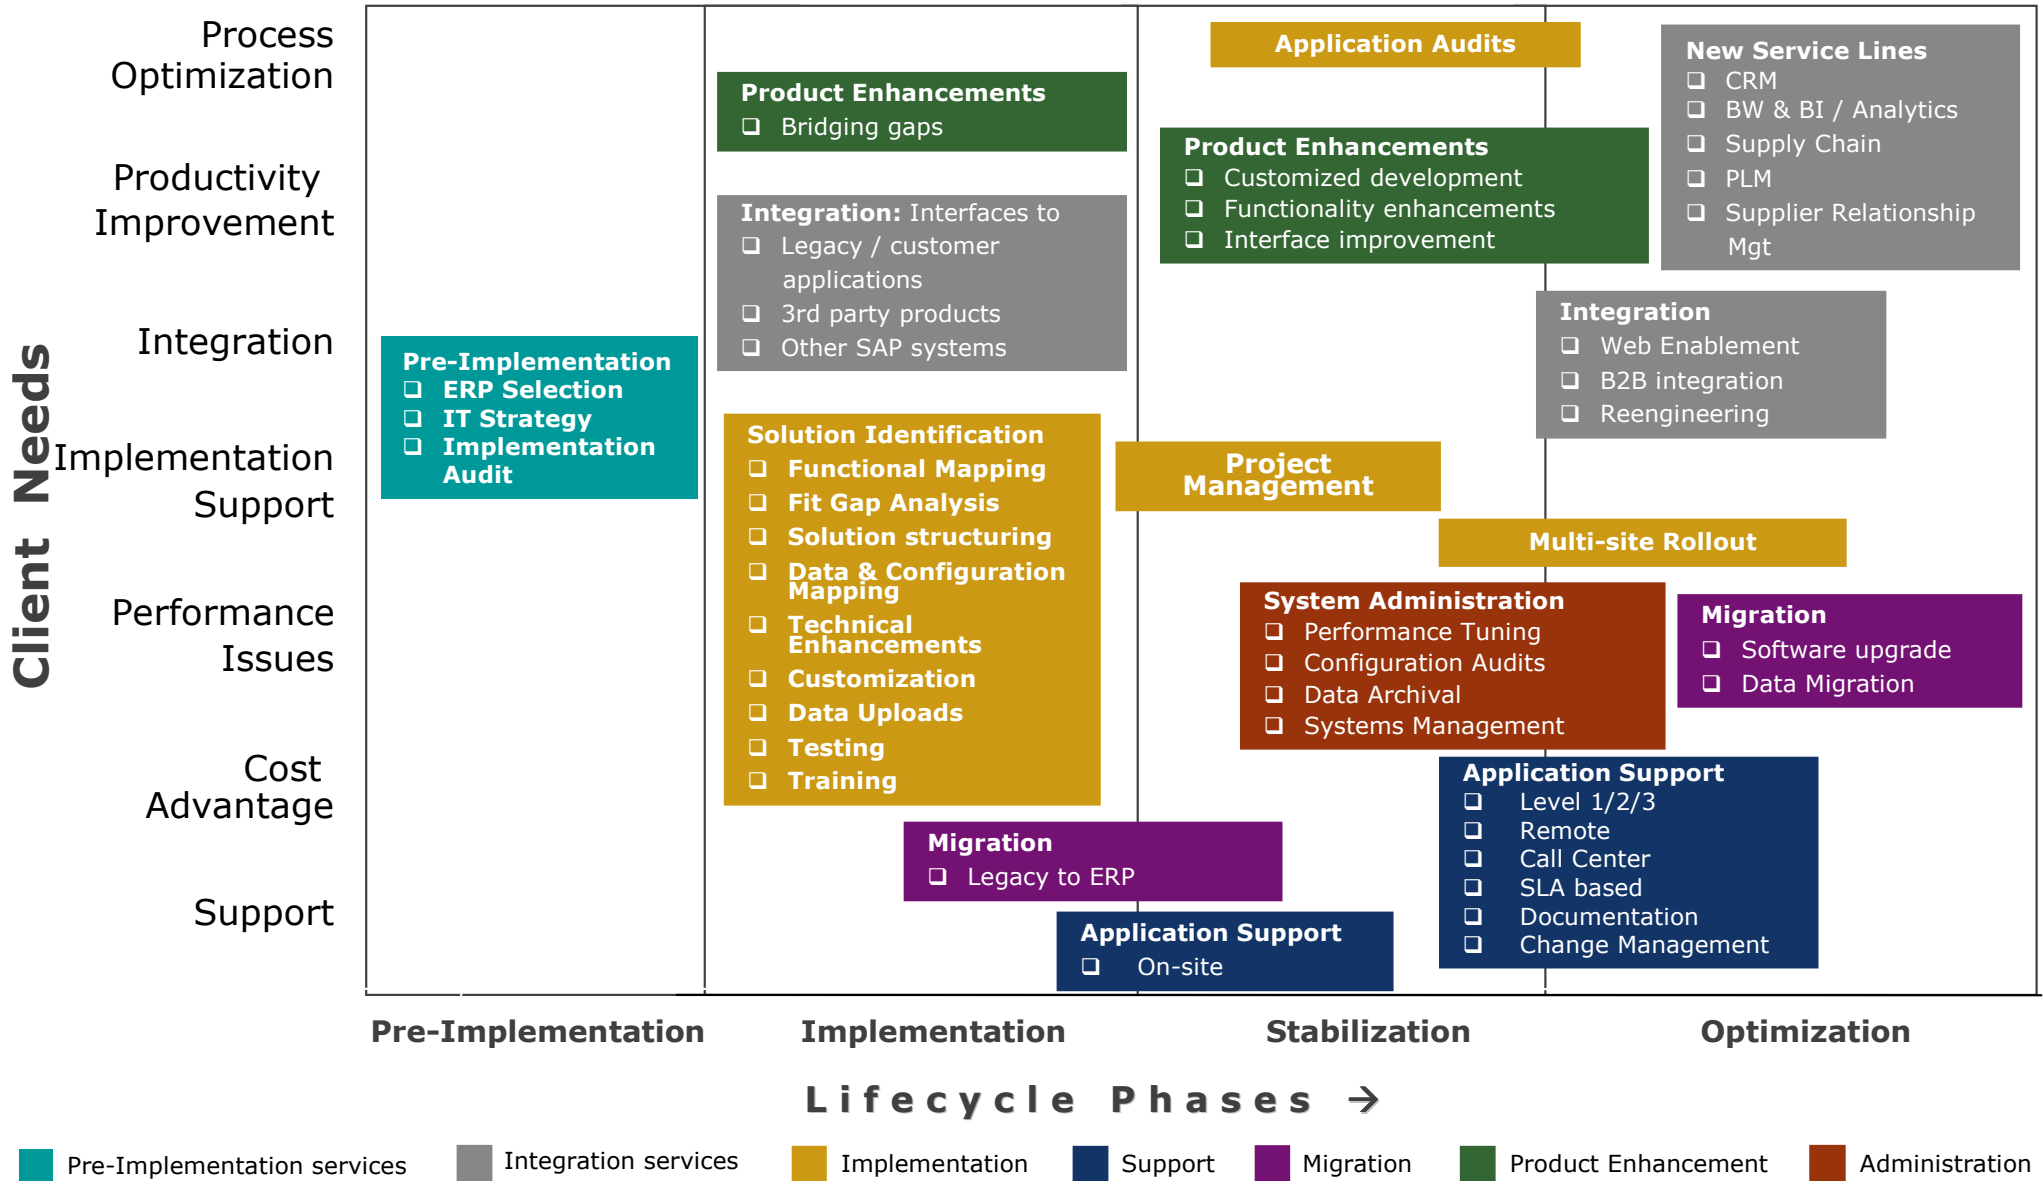 Client Needs
Process
Optimization
Productivity
Improvement
Integration
Implementation
Support
Performance
Issues
Cost
Advantage
Support
Pre-Implementation
❑ ERP Selection
❑ IT Strategy
❑ Implementation
Audit
Product Enhancements
❑ Bridging gaps
Integration: Interfaces to
❑ Legacy / customer
applications
❑ 3rd party products
❑ Other SAP systems
Solution Identification
❑ Functional Mapping
❑ Fit Gap Analysis
❑ Solution structuring
❑ Data & Configuration
Mapping
❑ Technical
Enhancements
❑ Customization
❑ Data Uploads
❑ Testing
❑ Training
Migration
❑ Legacy to ERP
Application Support
❑ On-site
Application Audits
Product Enhancements
❑ Customized development
❑ Functionality enhancements
❑ Interface improvement
Project
Management
Multi-site Rollout
System Administration
❑ Performance Tuning
❑ Configuration Audits
❑ Data Archival
❑ Systems Management
Application Support
❑ Level 1/2/3
❑ Remote
❑ Call Center
❑ SLA based
❑ Documentation
❑ Change Management
New Service Lines
❑ CRM
❑ BW & BI / Analytics
❑ Supply Chain
❑ PLM
❑ Supplier Relationship
Mgt
Integration
❑ Web Enablement
❑ B2B integration
❑ Reengineering
Migration
❑ Software upgrade
❑ Data Migration
Pre-Implementation
Implementation
Stabilization
Optimization
Lifecycle Phases →
Pre-Implementation services
Integration services
Implementation
Support
Migration
Product Enhancement
Administration